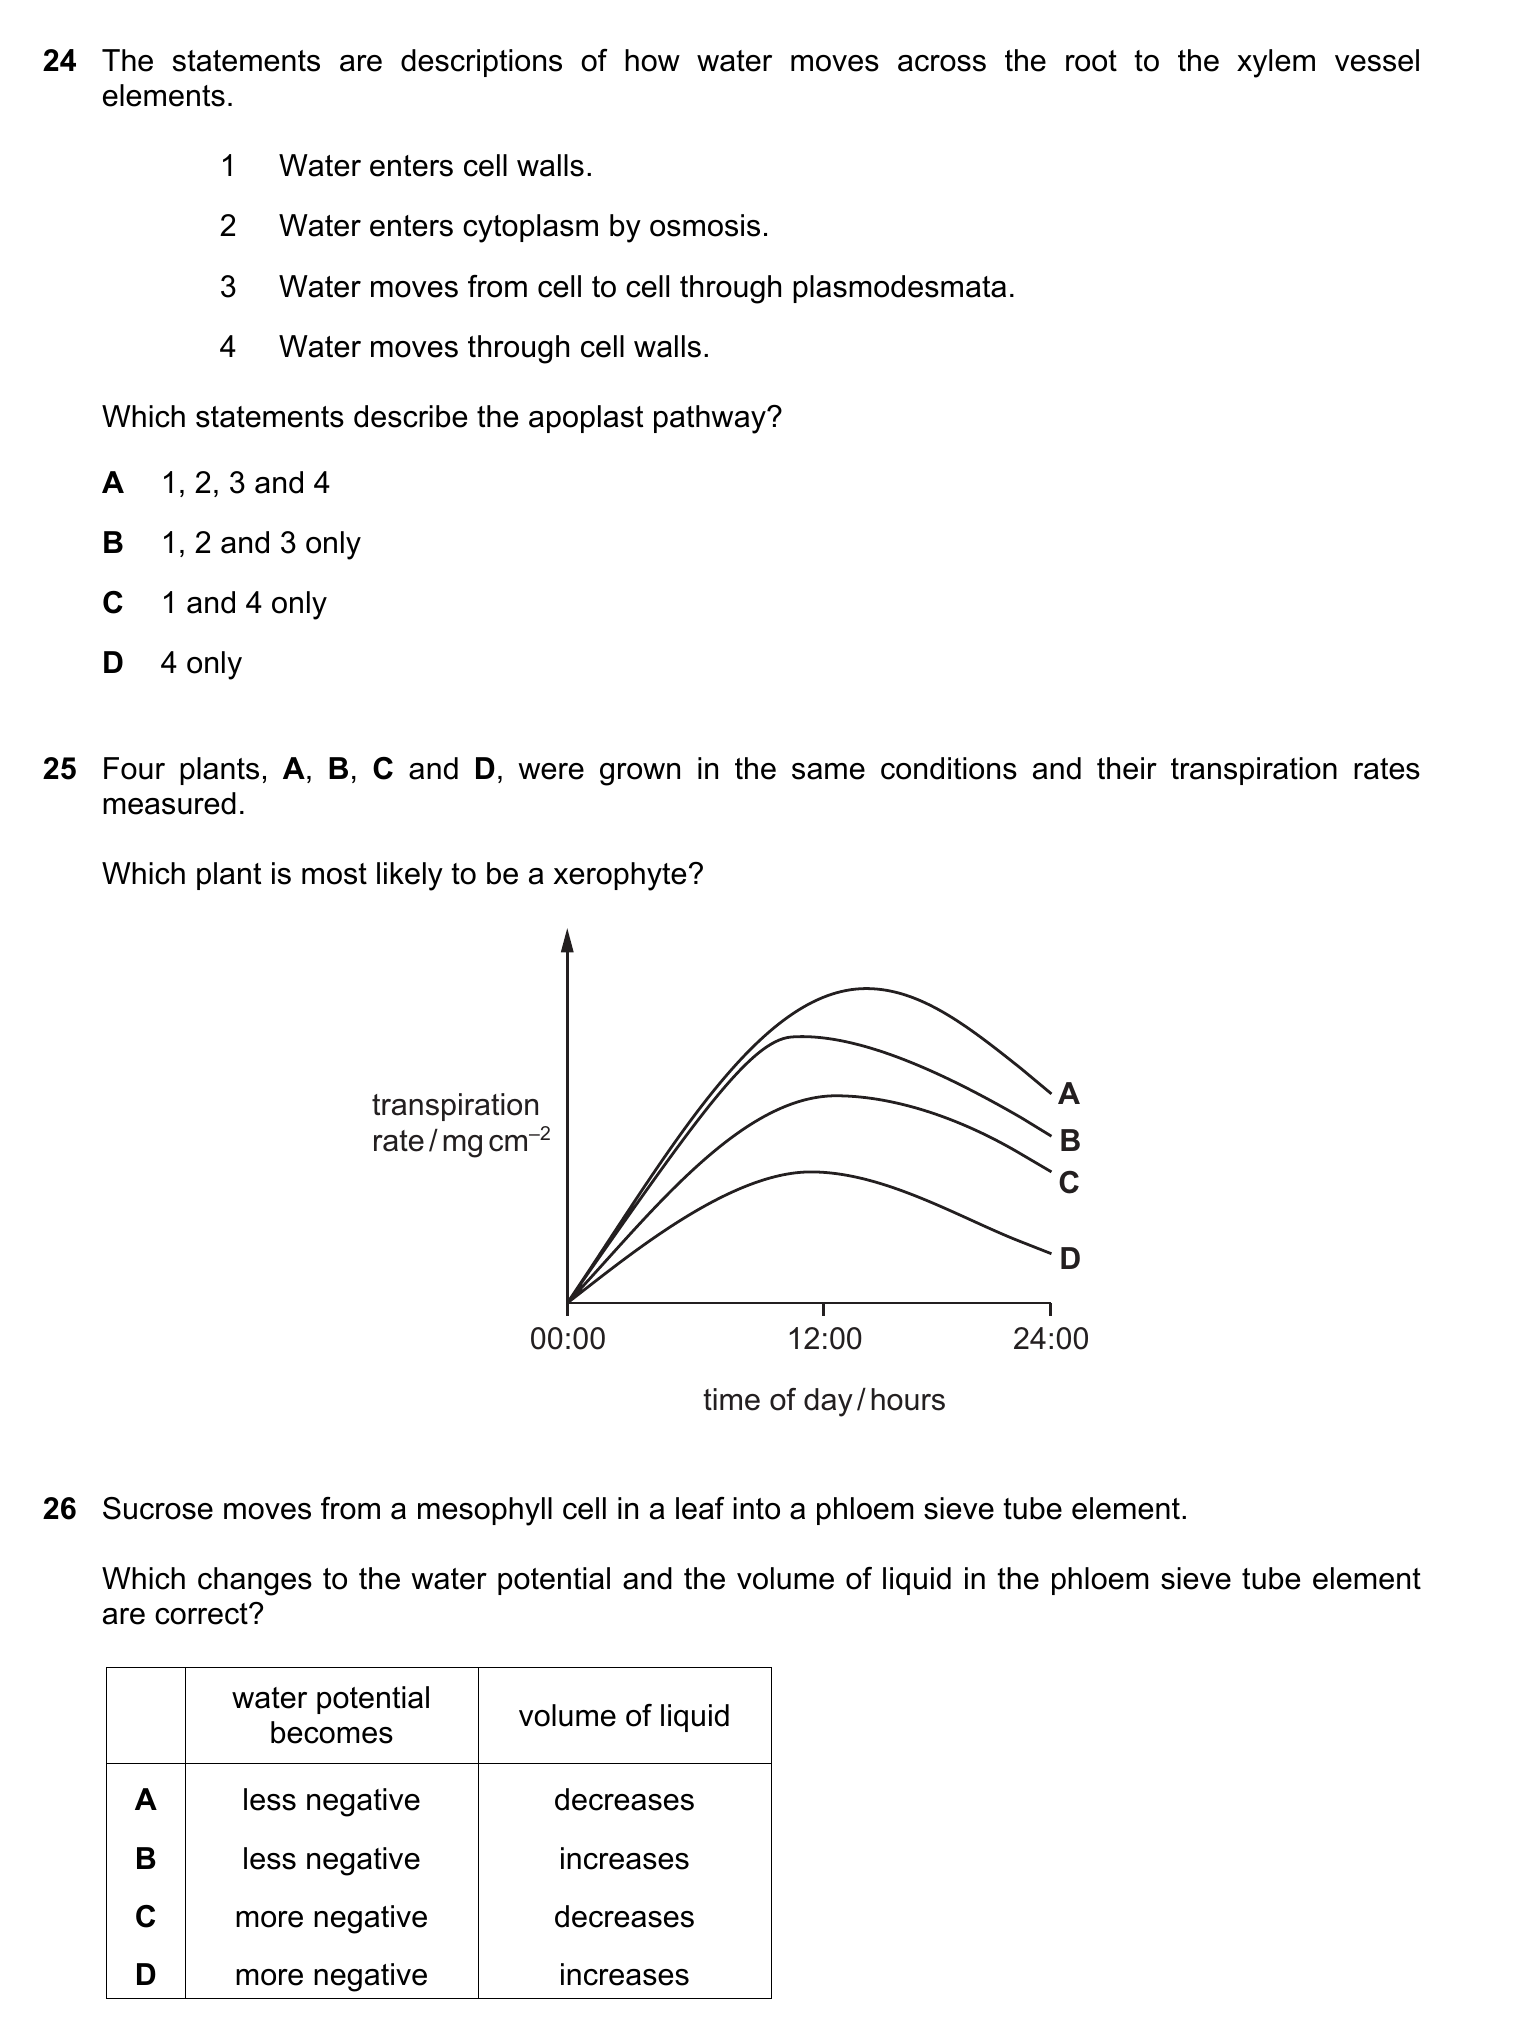 24 The statements are descriptions of how water moves across the root to the xylem vessel
elements.
1 Water enters cell walls.
2 Water enters cytoplasm by osmosis.
3 Water moves from cell to cell through plasmodesmata.
4 Water moves through cell walls.
Which statements describe the apoplast pathway?
A 1, 2, 3 and 4
B 1, 2 and 3 only
C 1 and 4 only
D 4 only
25 Four plants, A, B, C and D, were grown in the same conditions and their transpiration rates
measured.
Which plant is most likely to be a xerophyte?
transpiration
rate / mg cm⁻²
A
B
C
D
00:00 12:00 24:00
time of day / hours
26 Sucrose moves from a mesophyll cell in a leaf into a phloem sieve tube element.
Which changes to the water potential and the volume of liquid in the phloem sieve tube element
are correct?
water potential
becomes
volume of liquid
A less negative decreases
B less negative increases
C more negative decreases
D more negative increases